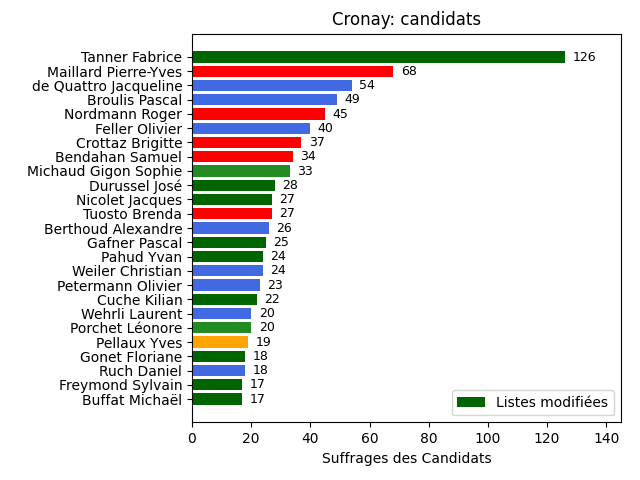 Cronay: candidats
Tanner Fabrice 126
Maillard Pierre-Yves 68
de Quattro Jacqueline 54
Broulis Pascal 49
Nordmann Roger 45
Feller Olivier 40
Crottaz Brigitte 37
Bendahan Samuel 34
Michaud Gigon Sophie 33
Durussel José 28
Nicolet Jacques 27
Tuosto Brenda 27
Berthoud Alexandre 26
Gafner Pascal 25
Pahud Yvan 24
Weiler Christian 24
Petermann Olivier 23
Cuche Kilian 22
Wehrli Laurent 20
Porchet Léonore 20
Pellaux Yves 19
Gonet Floriane 18
Ruch Daniel 18
Freymond Sylvain 17
Buffat Michaël 17
Listes modifiées
0 20 40 60 80 100 120 140
Suffrages des Candidats